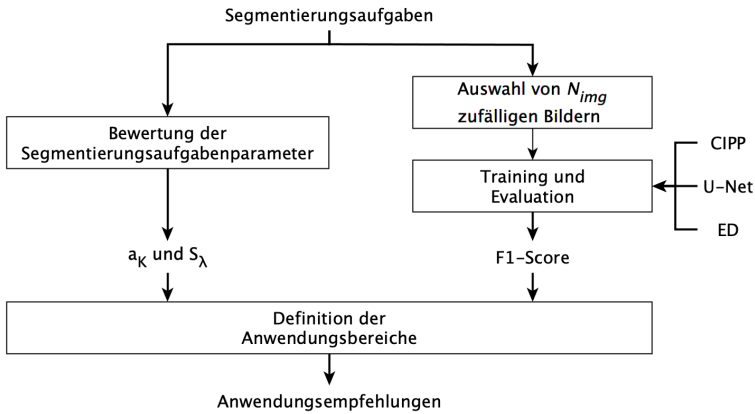 Segmentierungsaufgaben
Auswahl von N_img
zufälligen Bildern
Bewertung der
Segmentierungsaufgabenparameter
Training und
Evaluation
CIPP
U-Net
ED
a_K und S_λ
F1-Score
Definition der
Anwendungsbereiche
Anwendungsempfehlungen